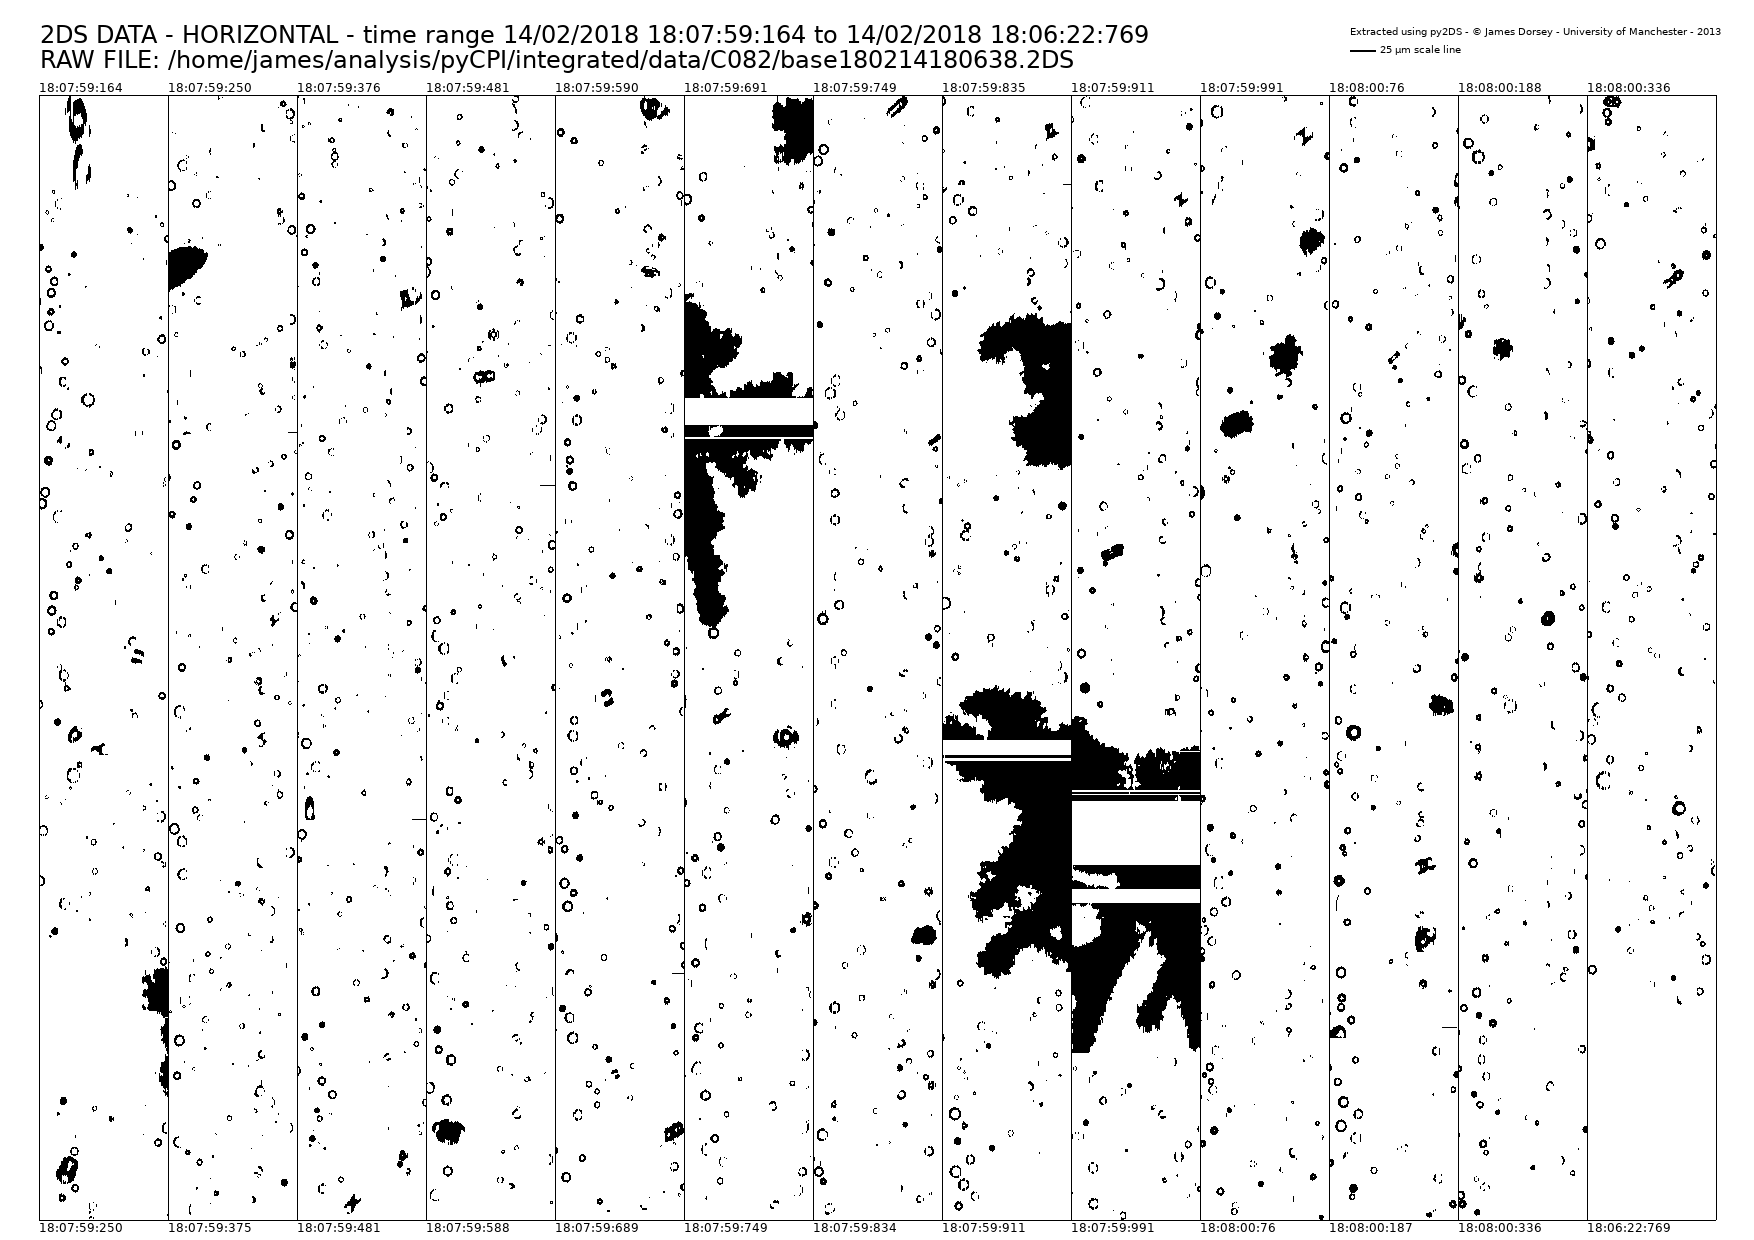 2DS DATA - HORIZONTAL - time range 14/02/2018 18:07:59:164 to 14/02/2018 18:06:22:769
RAW FILE: /home/james/analysis/pyCPI/integrated/data/C082/base180214180638.2DS
Extracted using py2DS - © James Dorsey - University of Manchester - 2013
25 µm scale line
18:07:59:164 18:07:59:250 18:07:59:376 18:07:59:481 18:07:59:590 18:07:59:691 18:07:59:749 18:07:59:835 18:07:59:911 18:07:59:991 18:08:00:76 18:08:00:188 18:08:00:336
18:07:59:250 18:07:59:375 18:07:59:481 18:07:59:588 18:07:59:689 18:07:59:749 18:07:59:834 18:07:59:911 18:07:59:991 18:08:00:76 18:08:00:187 18:08:00:336 18:06:22:769